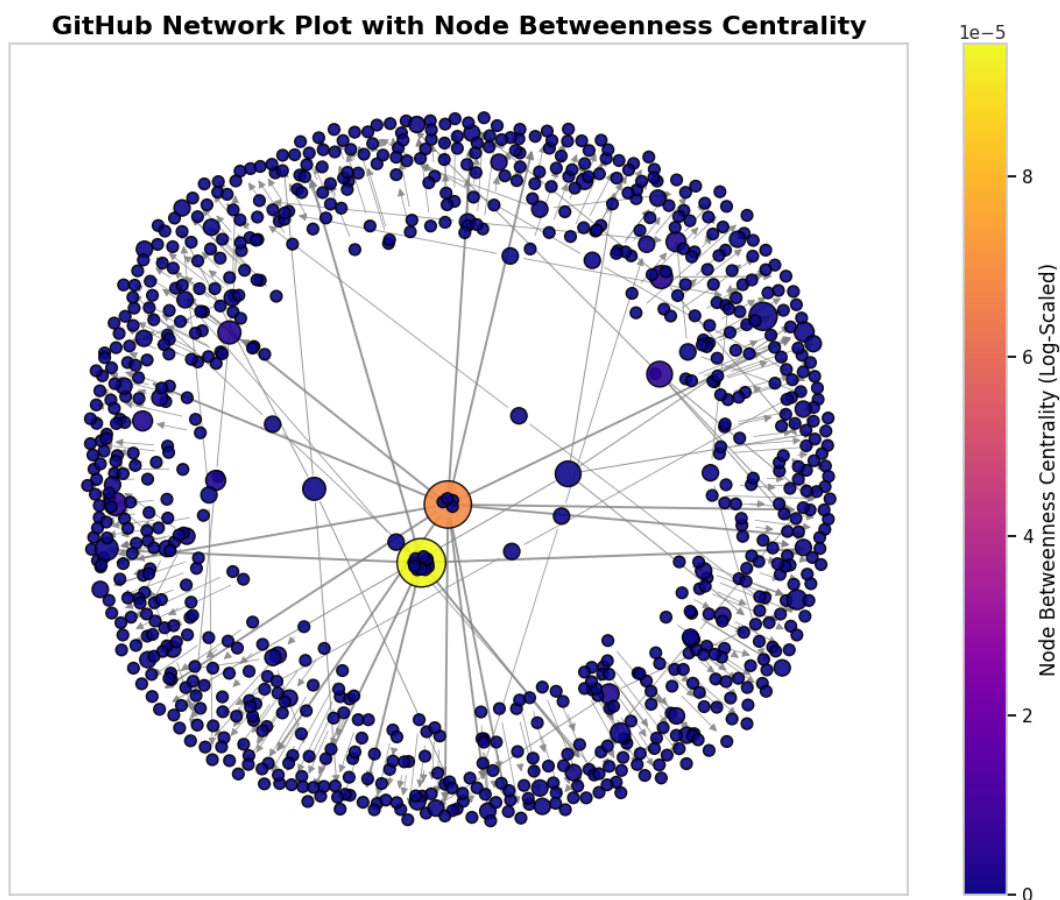 GitHub Network Plot with Node Betweenness Centrality
1e−5
8
6
4
2
0
Node Betweenness Centrality (Log-Scaled)